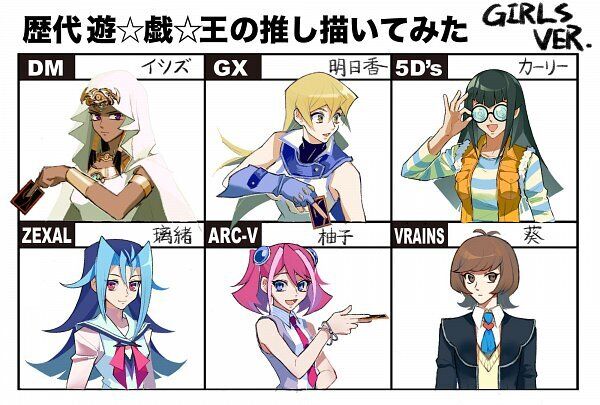 歴代 遊☆戯☆王の推し描いてみた
GIRLS
VER.
DM イシズ
GX 明日香
5D's カーリー
ZEXAL 璃緒
ARC-V 柚子
VRAINS 葵